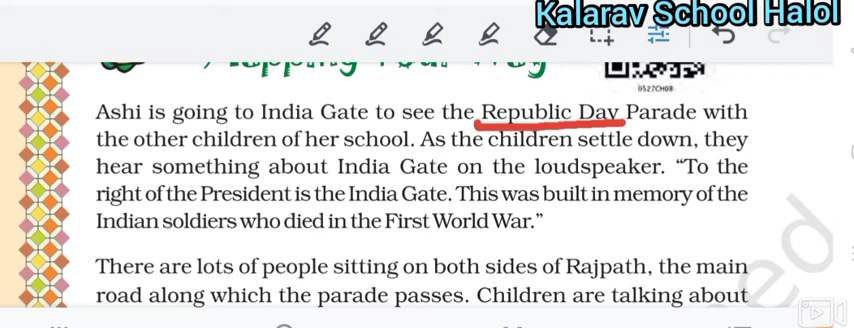 Kalarav School Halol
Mapping Your Way
0527CH08
Ashi is going to India Gate to see the Republic Day Parade with
the other children of her school. As the children settle down, they
hear something about India Gate on the loudspeaker. “To the
right of the President is the India Gate. This was built in memory of the
Indian soldiers who died in the First World War.”
There are lots of people sitting on both sides of Rajpath, the main
road along which the parade passes. Children are talking about